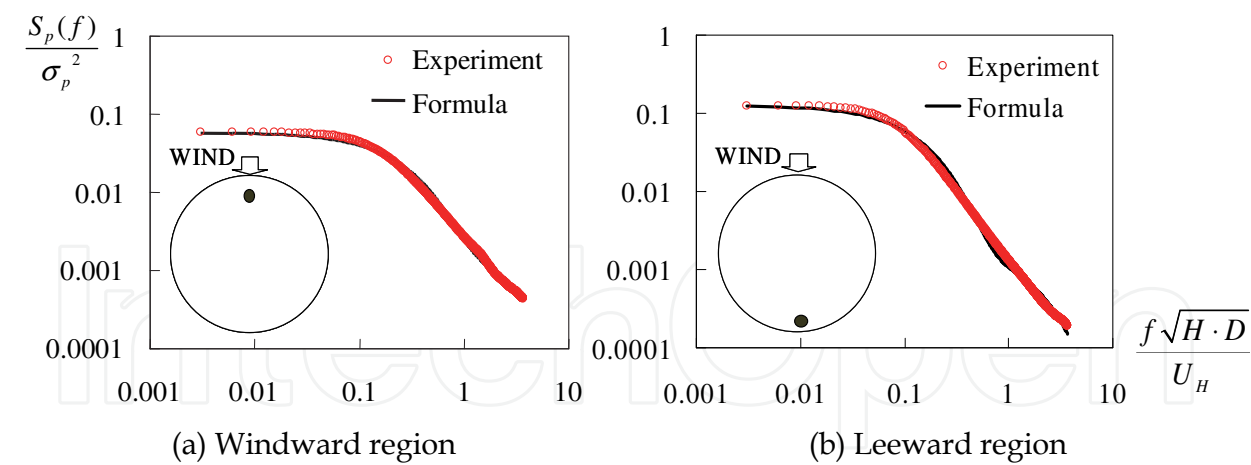 S_p(f)
σ_p²
1
0.1
0.01
0.001
0.0001
Experiment
Formula
WIND
0.001 0.01 0.1 1 10
(a) Windward region
1
0.1
0.01
0.001
0.0001
Experiment
Formula
WIND
0.001 0.01 0.1 1 10
f√H·D
U_H
(b) Leeward region
IntechOpen